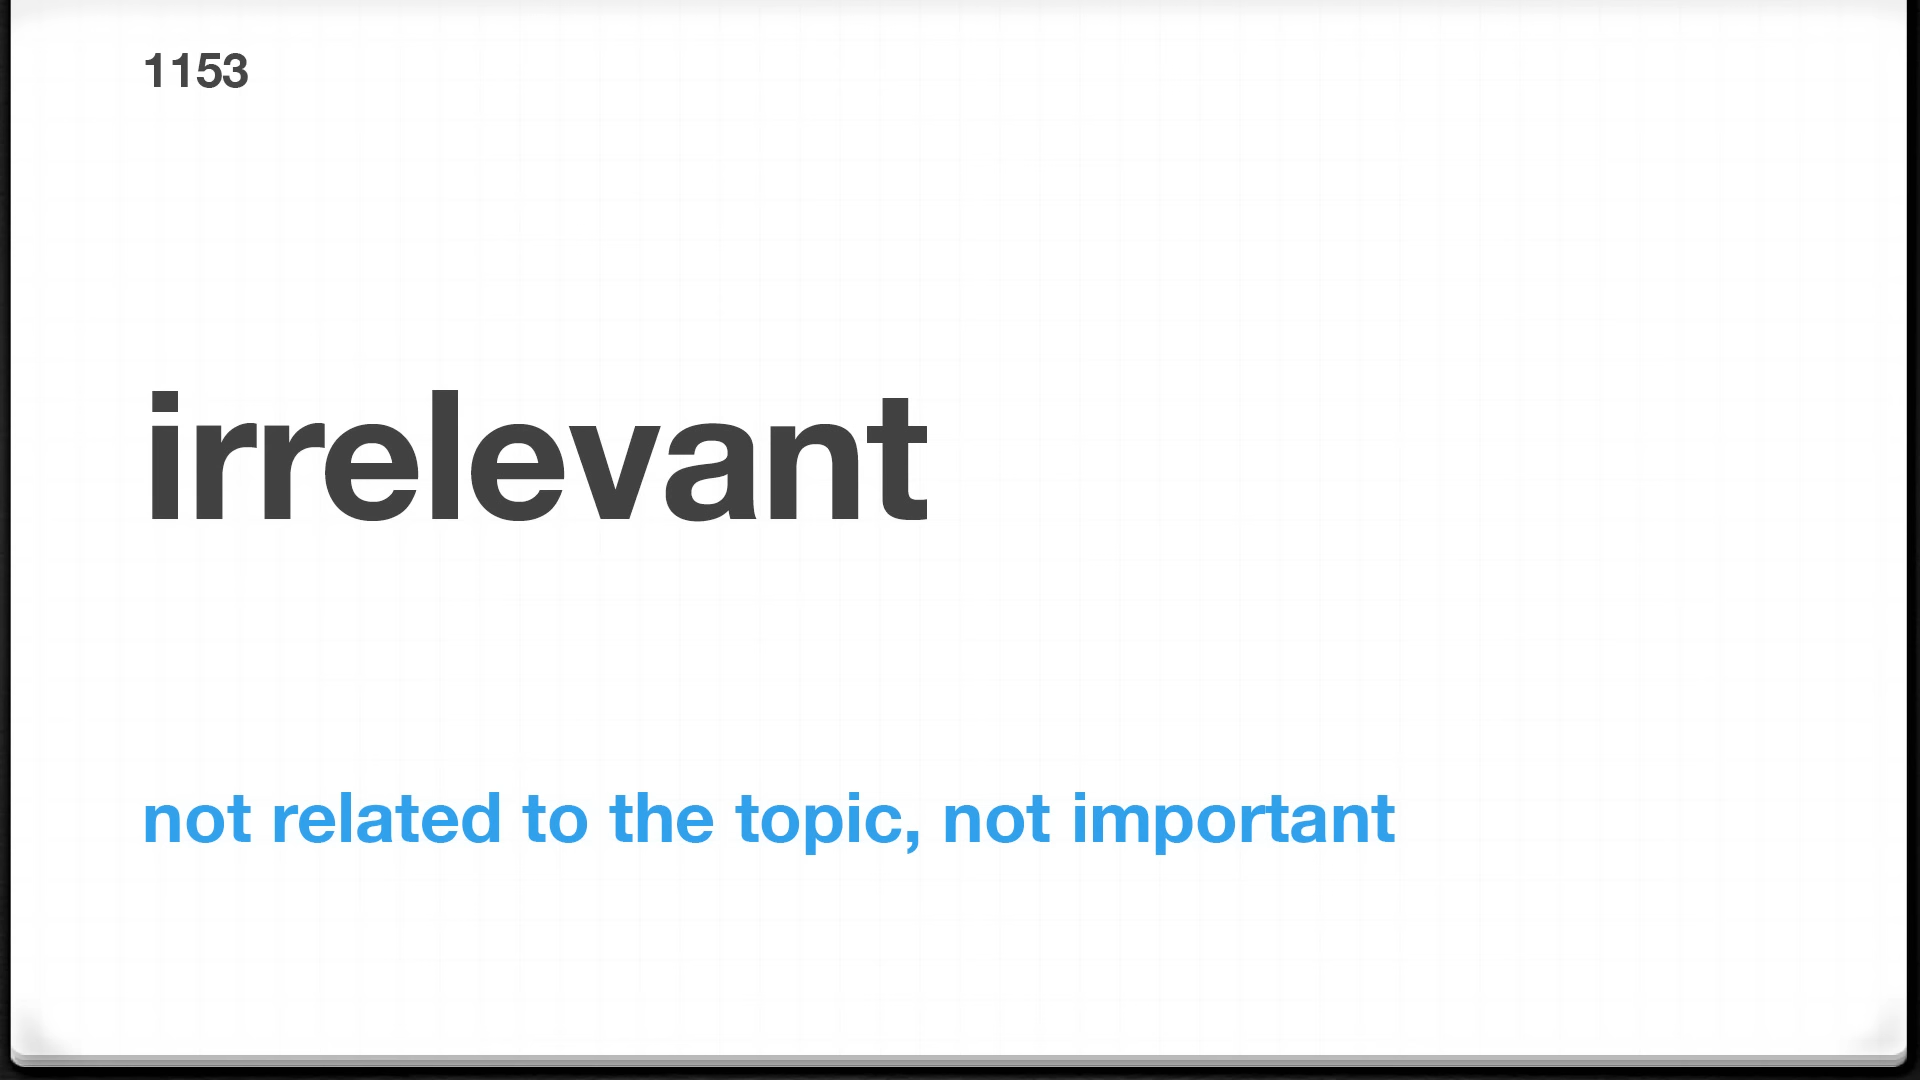 1153
irrelevant
not related to the topic, not important